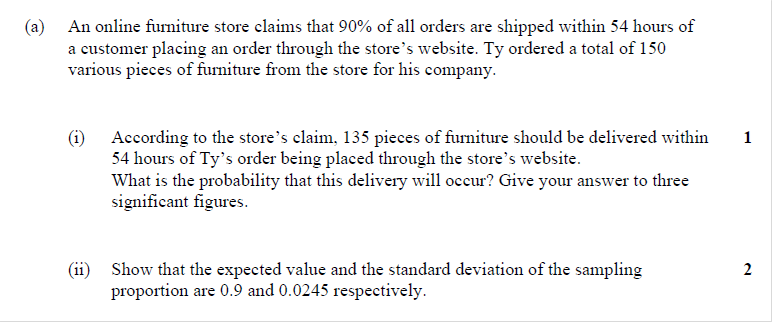 (a) An online furniture store claims that 90% of all orders are shipped within 54 hours of
a customer placing an order through the store's website. Ty ordered a total of 150
various pieces of furniture from the store for his company.
(i) According to the store's claim, 135 pieces of furniture should be delivered within 1
54 hours of Ty's order being placed through the store's website.
What is the probability that this delivery will occur? Give your answer to three
significant figures.
(ii) Show that the expected value and the standard deviation of the sampling 2
proportion are 0.9 and 0.0245 respectively.